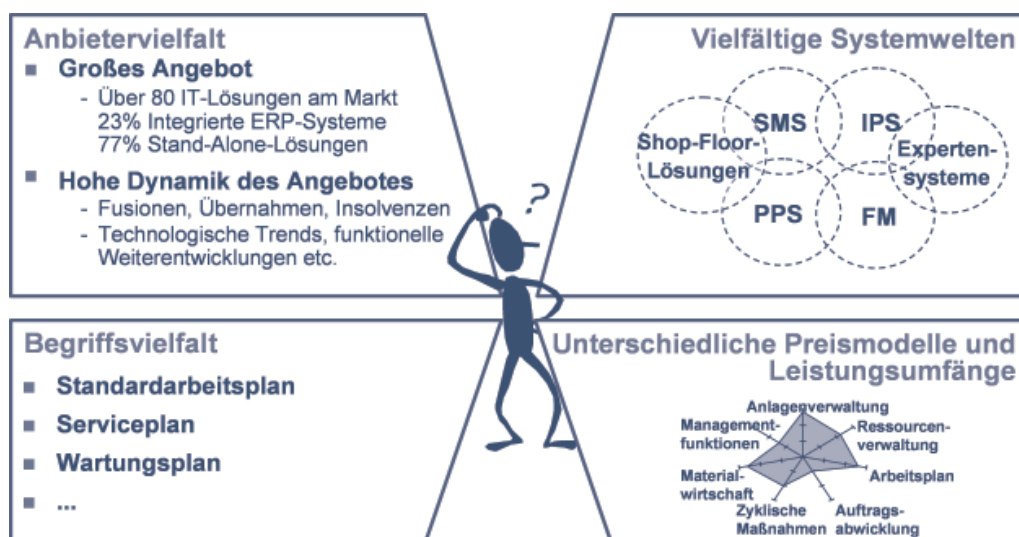 Anbietervielfalt
Großes Angebot
- Über 80 IT-Lösungen am Markt
23% Integrierte ERP-Systeme
77% Stand-Alone-Lösungen
Hohe Dynamik des Angebotes
- Fusionen, Übernahmen, Insolvenzen
- Technologische Trends, funktionelle
Weiterentwicklungen etc.
?
Vielfältige Systemwelten
SMS
IPS
Shop-Floor-
Lösungen
Experten-
systeme
PPS
FM
Begriffsvielfalt
Standardarbeitsplan
Serviceplan
Wartungsplan
...
Unterschiedliche Preismodelle und
Leistungsumfänge
Anlagenverwaltung
Management-
funktionen
Ressourcen-
verwaltung
Material-
wirtschaft
Arbeitsplan
Zyklische
Maßnahmen
Auftrags-
abwicklung